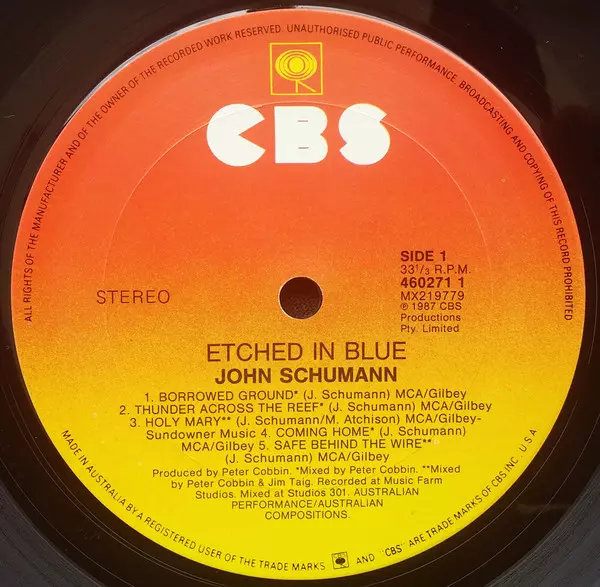 ALL RIGHTS OF THE MANUFACTURER AND OF THE OWNER OF THE RECORDED WORK RESERVED. UNAUTHORISED PUBLIC PERFORMANCE, BROADCASTING AND COPYING OF THIS RECORD PROHIBITED
CBS
STEREO
SIDE 1
33 1/3 R.P.M.
460271 1
MX219779
℗ 1987 CBS
Productions
Pty. Limited
ETCHED IN BLUE
JOHN SCHUMANN
1. BORROWED GROUND* (J. Schumann) MCA/Gilbey
2. THUNDER ACROSS THE REEF* (J. Schumann) MCA/Gilbey
3. HOLY MARY** (J. Schumann/M. Atchison) MCA/Gilbey-
Sundowner Music 4. COMING HOME* (J. Schumann)
MCA/Gilbey 5. SAFE BEHIND THE WIRE**
(J. Schumann) MCA/Gilbey
Produced by Peter Cobbin. *Mixed by Peter Cobbin. **Mixed
by Peter Cobbin & Jim Taig. Recorded at Music Farm
Studios. Mixed at Studios 301. AUSTRALIAN
PERFORMANCE/AUSTRALIAN
COMPOSITIONS.
MADE IN AUSTRALIA BY A REGISTERED USER OF THE TRADE MARKS AND "CBS" ARE TRADE MARKS OF CBS INC. U.S.A